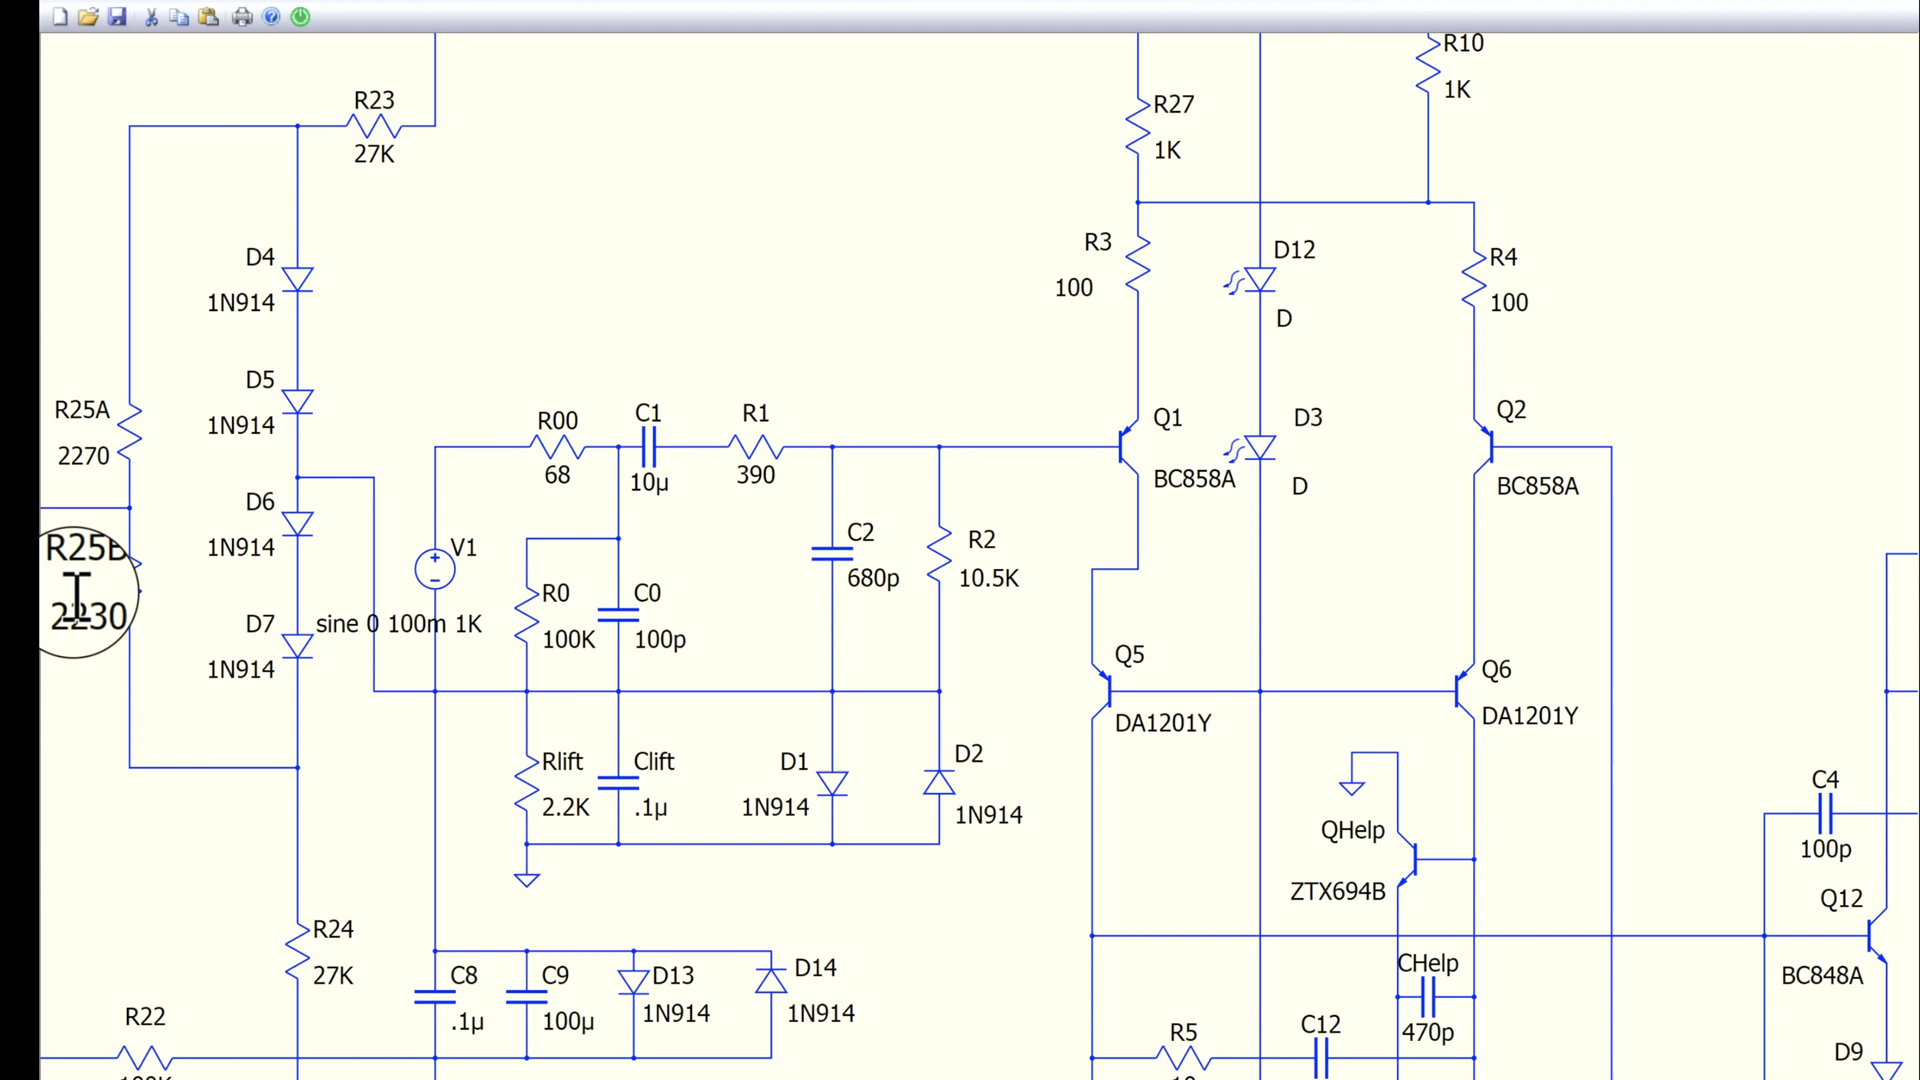 R10
1K
R23
27K
R27
1K
R3
100
D12
D
R4
100
D4
1N914
D5
1N914
R25A
2270
R00
68
C1
10µ
R1
390
Q1
BC858A
D3
D
Q2
BC858A
D6
1N914
V1
sine 0 100m 1K
C2
680p
R2
10.5K
R25B
2230
D7
1N914
R0
100K
C0
100p
Q5
DA1201Y
Q6
DA1201Y
Rlift
2.2K
Clift
.1µ
D1
1N914
D2
1N914
C4
100p
QHelp
ZTX694B
Q12
BC848A
R24
27K
C8
.1µ
C9
100µ
D13
1N914
D14
1N914
CHelp
470p
R22
R5
C12
D9